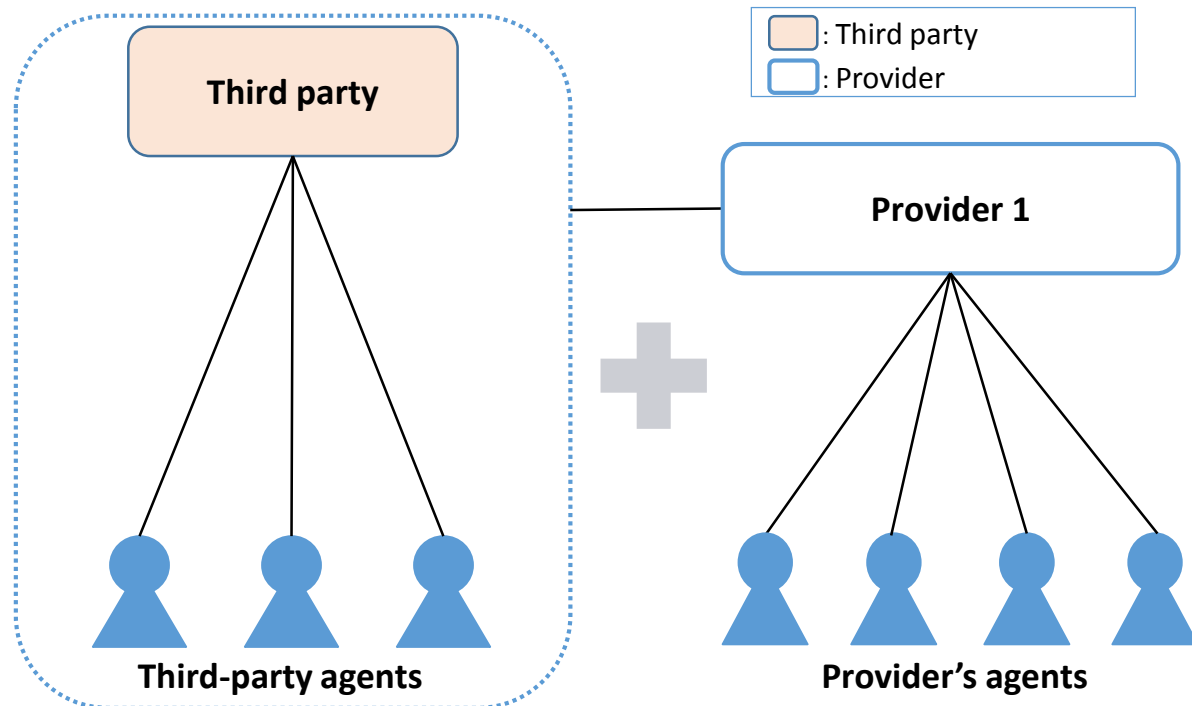 Third party
: Third party
: Provider
Provider 1
Third-party agents
Provider’s agents